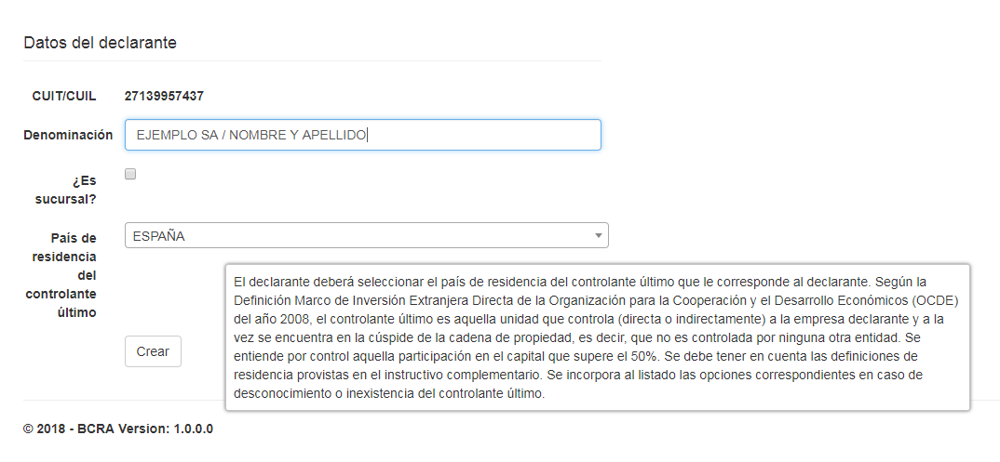 Datos del declarante
CUIT/CUIL 27139957437
Denominación EJEMPLO SA / NOMBRE Y APELLIDO
¿Es
sucursal?
País de ESPAÑA
residencia
del
controlante
último
El declarante deberá seleccionar el país de residencia del controlante último que le corresponde al declarante. Según la
Definición Marco de Inversión Extranjera Directa de la Organización para la Cooperación y el Desarrollo Económicos (OCDE)
del año 2008, el controlante último es aquella unidad que controla (directa o indirectamente) a la empresa declarante y a la
vez se encuentra en la cúspide de la cadena de propiedad, es decir, que no es controlada por ninguna otra entidad. Se
entiende por control aquella participación en el capital que supere el 50%. Se debe tener en cuenta las definiciones de
residencia provistas en el instructivo complementario. Se incorpora al listado las opciones correspondientes en caso de
desconocimiento o inexistencia del controlante último.
Crear
© 2018 - BCRA Version: 1.0.0.0